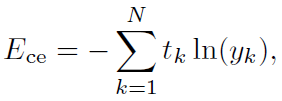 E_ce = − \sum_{k=1}^{N} t_k ln(y_k),